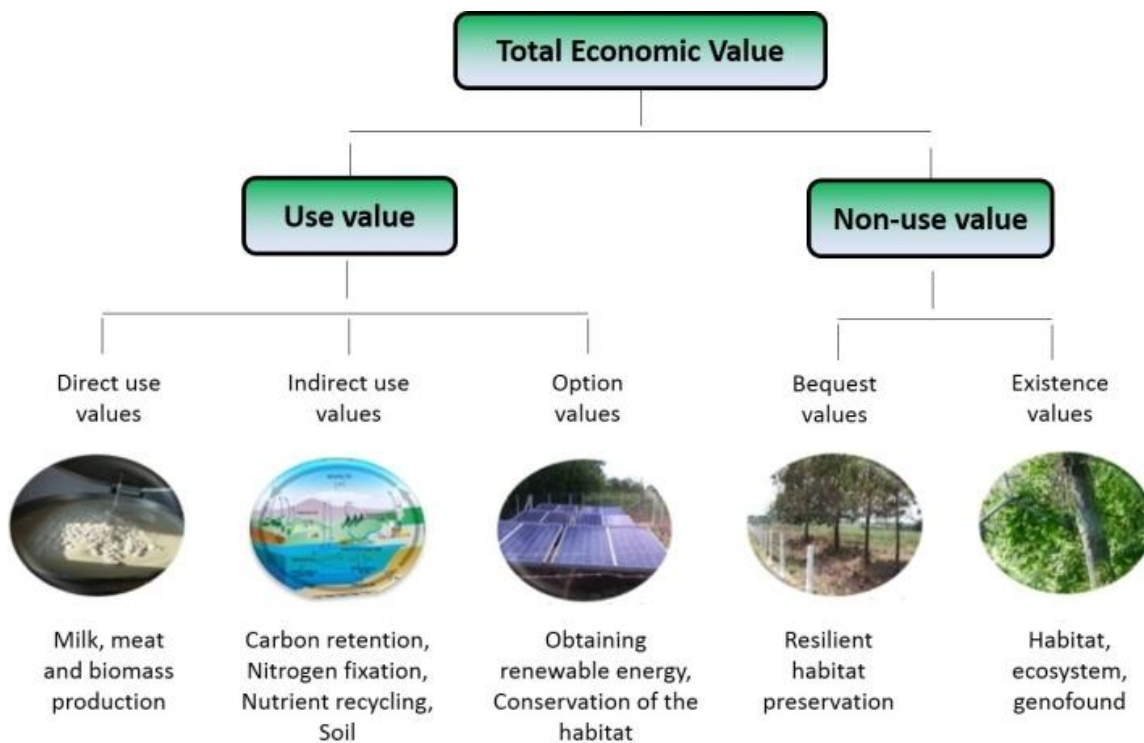 Total Economic Value
Use value
Non-use value
Direct use
values
Indirect use
values
Option
values
Bequest
values
Existence
values
Milk, meat
and biomass
production
Carbon retention,
Nitrogen fixation,
Nutrient recycling,
Soil
Obtaining
renewable energy,
Conservation of the
habitat
Resilient
habitat
preservation
Habitat,
ecosystem,
genofound